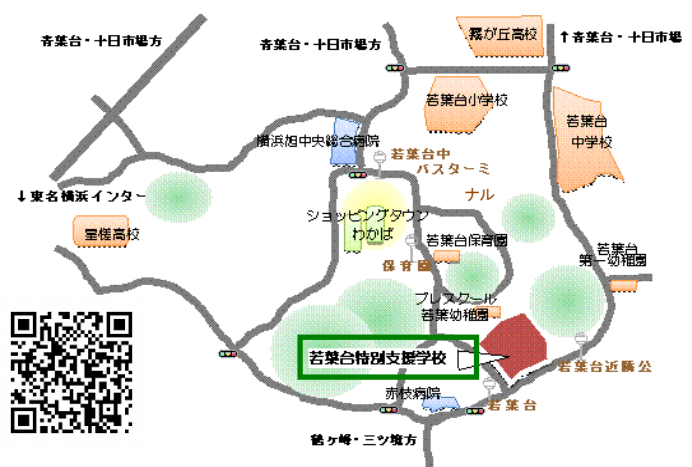 霧が丘高校
青葉台・十日市場方
青葉台・十日市場方
↑青葉台・十日市場
若葉台小学校
若葉台
中学校
横浜旭中央総合病院
若葉台中
バスターミ
ナル
↓東名横浜インター
ショッピングタウン
わかば
霊槎高校
若葉台保育園
保育園
若葉台
第一幼稚園
プレスクール
若葉幼稚園
若葉台特別支援学校
若葉台近隣公
赤枝病院
若葉台
鶴ヶ峰・三ツ境方